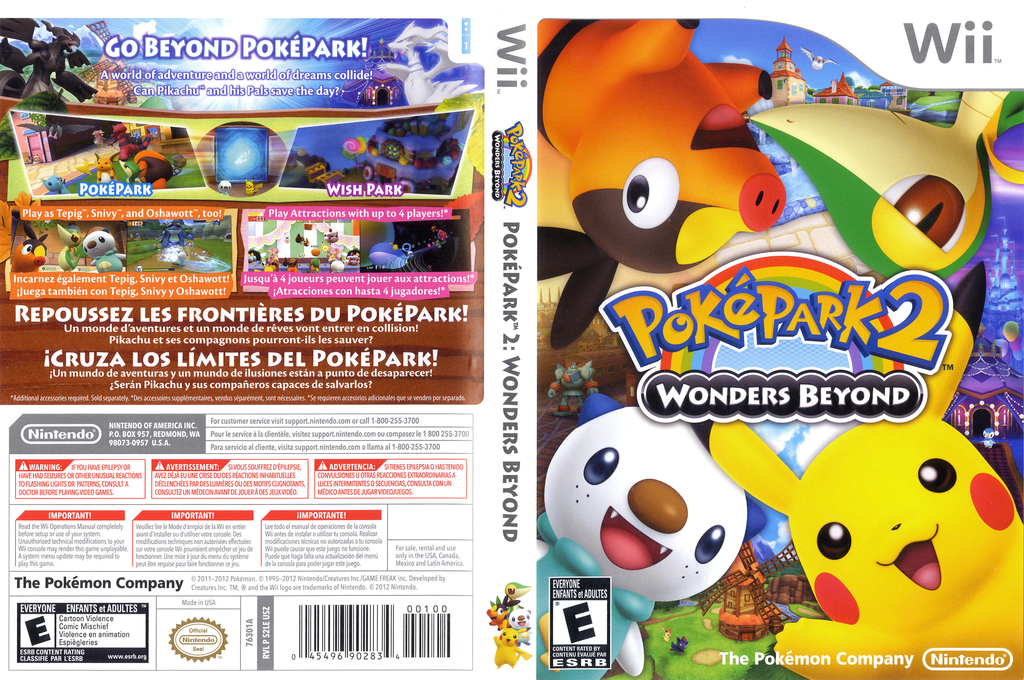 GO BEYOND POKÉPARK!
A world of adventure and a world of dreams collide!
Can Pikachu™ and his Pals save the day?
POKÉPARK
WISH PARK
Play as Tepig™, Snivy™, and Oshawott™, too!
Incarnez également Tepig, Snivy et Oshawott!
¡Juega también con Tepig, Snivy y Oshawott!
Play Attractions with up to 4 players!*
Jusqu'à 4 joueurs peuvent jouer aux attractions!*
¡Atracciones con hasta 4 jugadores!*
REPOUSSEZ LES FRONTIÈRES DU POKÉPARK!
Un monde d'aventures et un monde de rêves vont entrer en collision!
Pikachu et ses compagnons pourront-ils les sauver?
¡CRUZA LOS LÍMITES DEL POKÉPARK!
¡Un mundo de aventuras y un mundo de ilusiones están a punto de desaparecer!
¿Serán Pikachu y sus compañeros capaces de salvarlos?
*Additional accessories required. Sold separately. *Des accessoires supplémentaires, vendus séparément, sont nécessaires. *Se requieren accesorios adicionales que se venden por separado.
Nintendo®
NINTENDO OF AMERICA INC.
P.O. BOX 957, REDMOND, WA
98073-0957 U.S.A.
For customer service visit support.nintendo.com or call 1-800-255-3700
Pour le service à la clientèle, visitez support.nintendo.com ou composez le 1 800 255-3700
Para servicio al cliente, visita support.nintendo.com o llama al 1-800-255-3700
WARNING: IF YOU HAVE EPILEPSY OR
HAVE HAD SEIZURES OR OTHER UNUSUAL REACTIONS
TO FLASHING LIGHTS OR PATTERNS, CONSULT A
DOCTOR BEFORE PLAYING VIDEO GAMES.
AVERTISSEMENT: SI VOUS SOUFFREZ D'ÉPILEPSIE,
AVEZ DÉJÀ EU UNE CRISE OU DES RÉACTIONS INHABITUELLES
DÉCLENCHÉES PAR DES LUMIÈRES OU DES MOTIFS CLIGNOTANTS,
CONSULTEZ UN MÉDECIN AVANT DE JOUER À DES JEUX VIDÉO.
ADVERTENCIA: SI TIENES EPILEPSIA O HAS TENIDO
CONVULSIONES U OTRAS REACCIONES EXTRAORDINARIAS A
LUCES INTERMITENTES O SECUENCIAS, CONSULTA CON UN
MÉDICO ANTES DE JUGAR VIDEOJUEGOS.
IMPORTANT!
Read the Wii Operations Manual completely
before setup or use of your system.
Unauthorized technical modifications to your
Wii console may render this game unplayable.
A system menu update may be required to
play this game.
IMPORTANT!
Veuillez lire le Mode d'emploi de la Wii en entier
avant d'installer ou d'utiliser votre console. Des
modifications techniques non autorisées effectuées
sur votre console Wii pourraient empêcher ce jeu de
fonctionner. Une mise à jour du menu du système
peut être requise pour faire fonctionner ce jeu.
¡IMPORTANTE!
Lee todo el manual de operaciones de la consola
Wii antes de instalar o utilizar tu consola. Realizar
modificaciones técnicas no autorizadas a tu consola
Wii puede causar que este juego no funcione.
Puede que haga falta una actualización del menú
de la consola para poder jugar este juego.
For sale, rental and use
only in the USA, Canada,
Mexico and Latin America.
The Pokémon Company
© 2011–2012 Pokémon. © 1995–2012 Nintendo/Creatures Inc./GAME FREAK inc. Developed by
Creatures Inc. TM, ® and the Wii logo are trademarks of Nintendo. © 2012 Nintendo.
EVERYONE ENFANTS et ADULTES ™
E
Cartoon Violence
Comic Mischief
Violence en animation
Espiègleries
ESRB CONTENT RATING
CLASSIFIÉ PAR L'ESRB
www.esrb.org
Made in USA
Official
Nintendo
Seal
76301A
RVL P S2LE USZ
00100
0 45496 90283 4
Wii™
POKÉPARK 2
WONDERS BEYOND
POKÉPARK™ 2: WONDERS BEYOND
Wii™
POKÉPARK 2™
WONDERS BEYOND
EVERYONE
ENFANTS et ADULTES
E
CONTENT RATED BY
CONTENU ÉVALUÉ PAR
ESRB
The Pokémon Company
Nintendo®